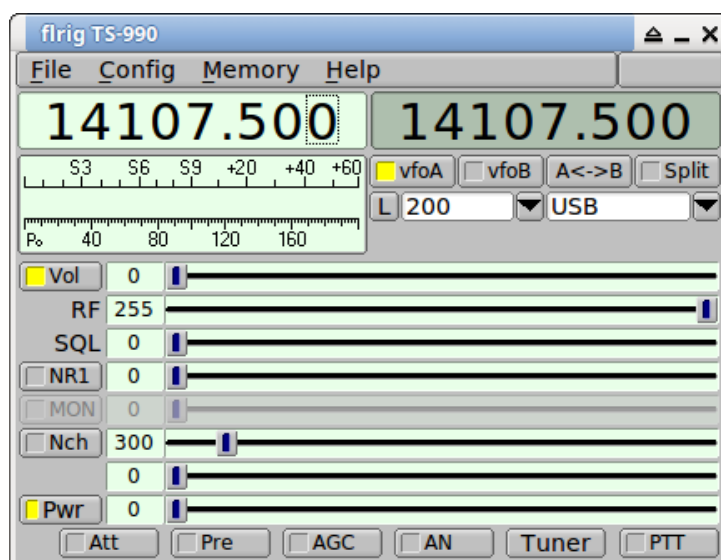 flrig TS-990
File Config Memory Help
14107.500 14107.500
S3 S6 S9 +20 +40 +60
vfoA vfoB A<->B Split
L 200 USB
Po 40 80 120 160
Vol 0
RF 255
SQL 0
NR1 0
MON 0
Nch 300
0
Pwr 0
Att Pre AGC AN Tuner PTT